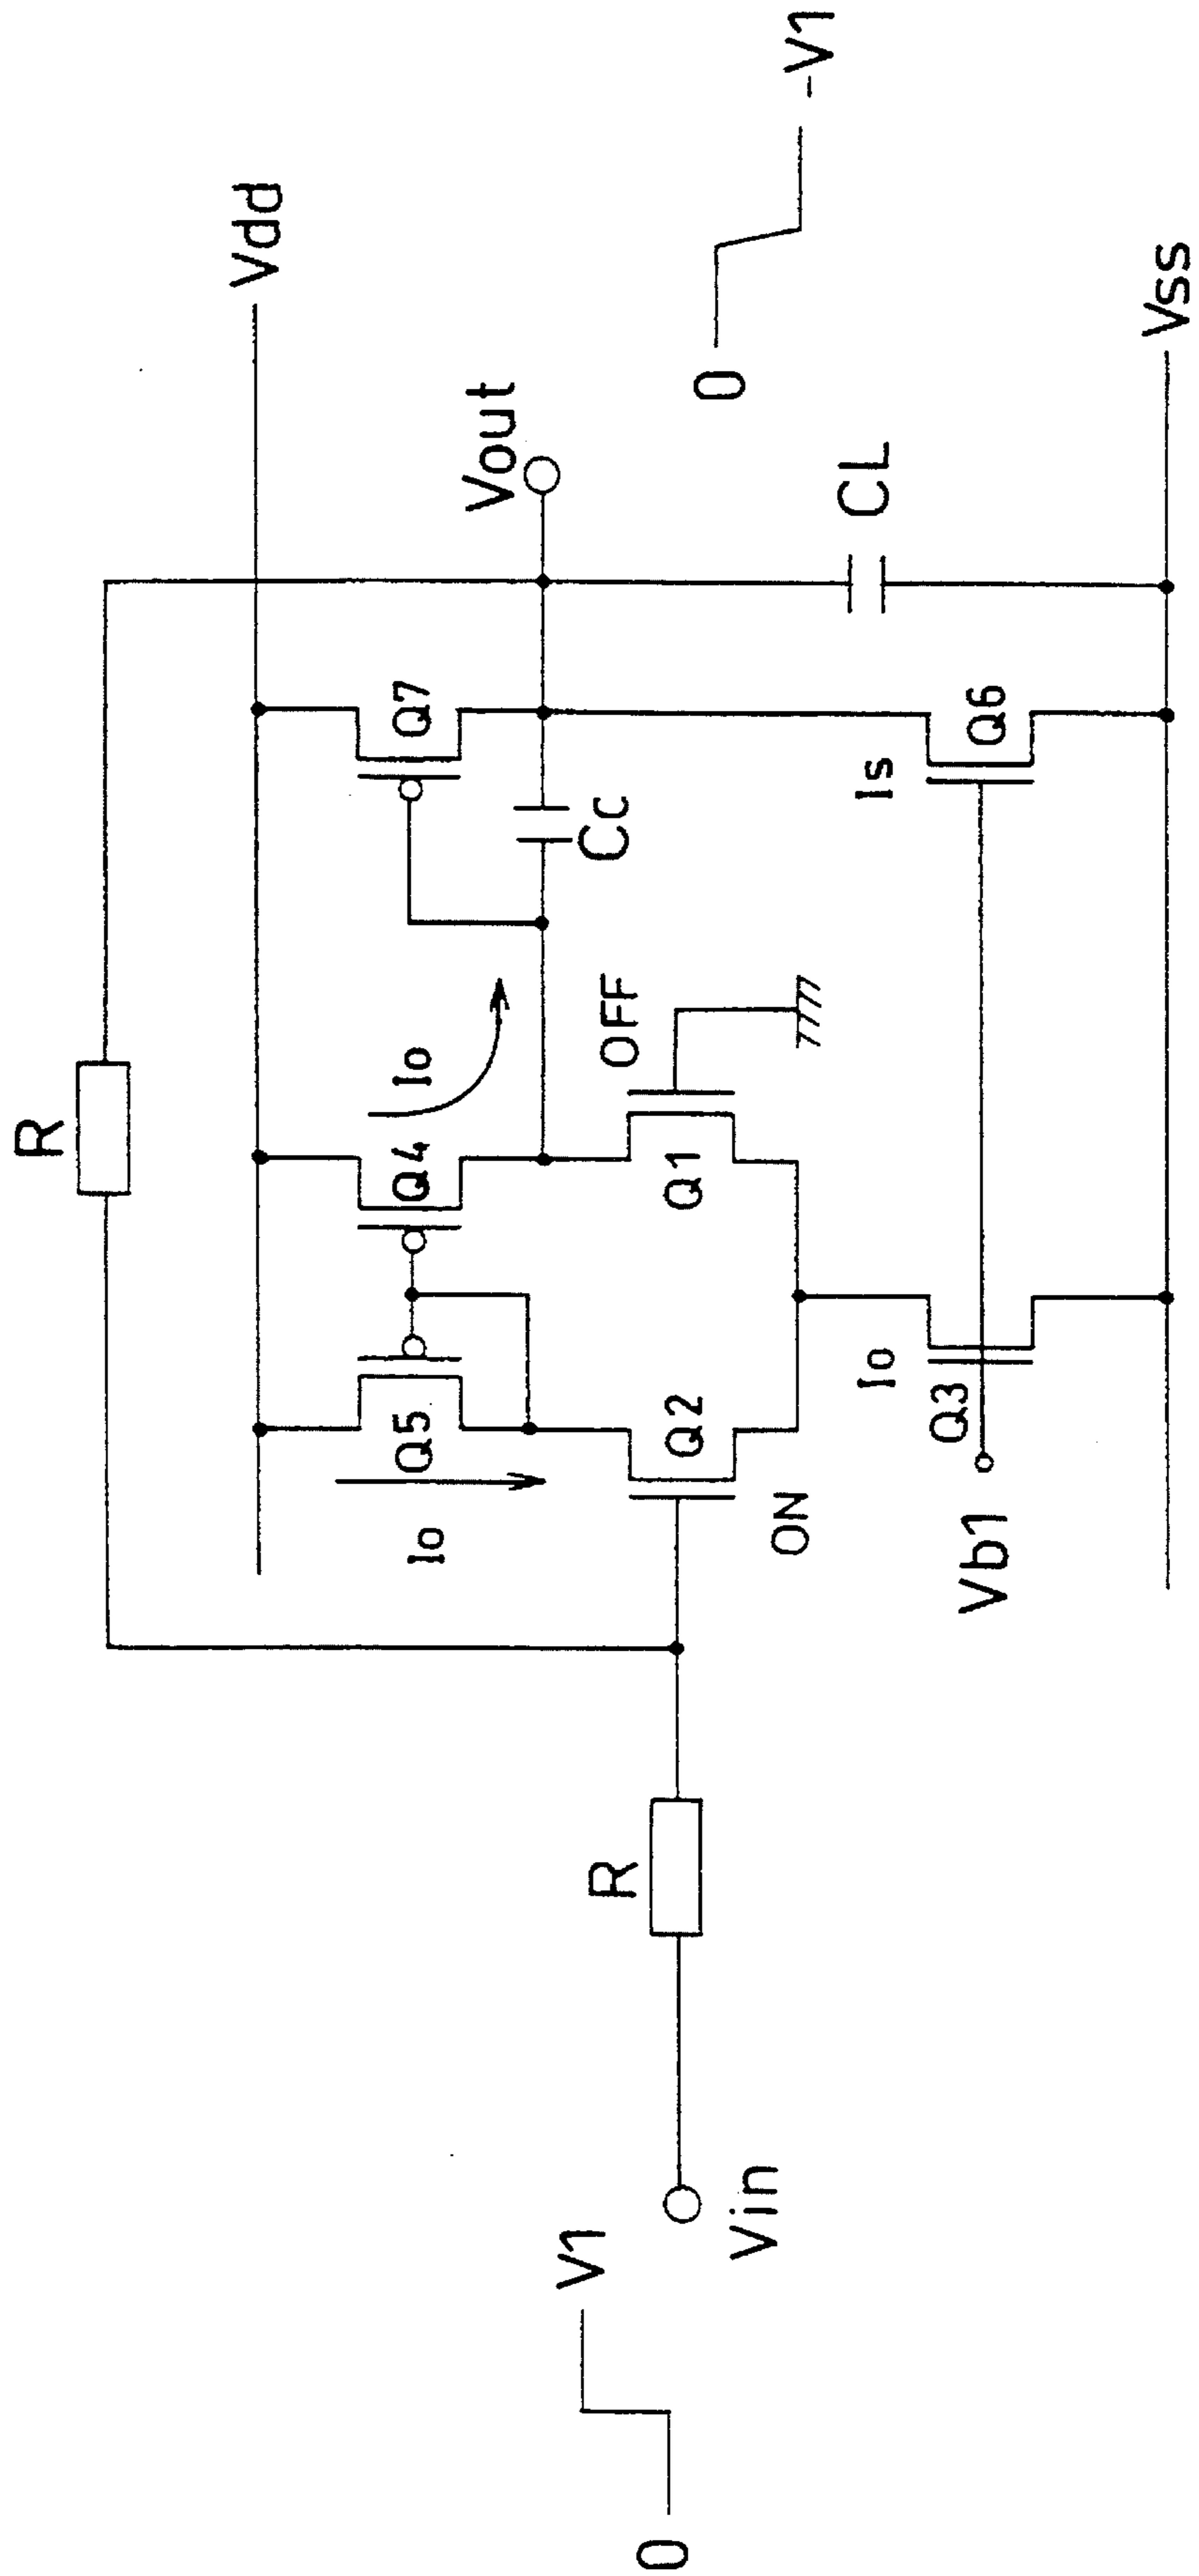 R
Vdd
Q5
Io
Q4
Io
Q7
Vout
Cc
0
-V1
V1
0
Vin
R
Q2
ON
Q1
OFF
Io
Q3
Vb1
Is
Q6
CL
Vss